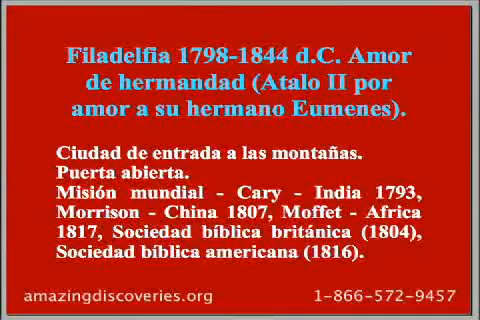 Filadelfia 1798-1844 d.C. Amor
de hermandad (Atalo II por
amor a su hermano Eumenes).
Ciudad de entrada a las montañas.
Puerta abierta.
Misión mundial - Cary - India 1793,
Morrison - China 1807, Moffet - Africa
1817, Sociedad bíblica británica (1804),
Sociedad bíblica americana (1816).
amazingdiscoveries.org
1-866-572-9457